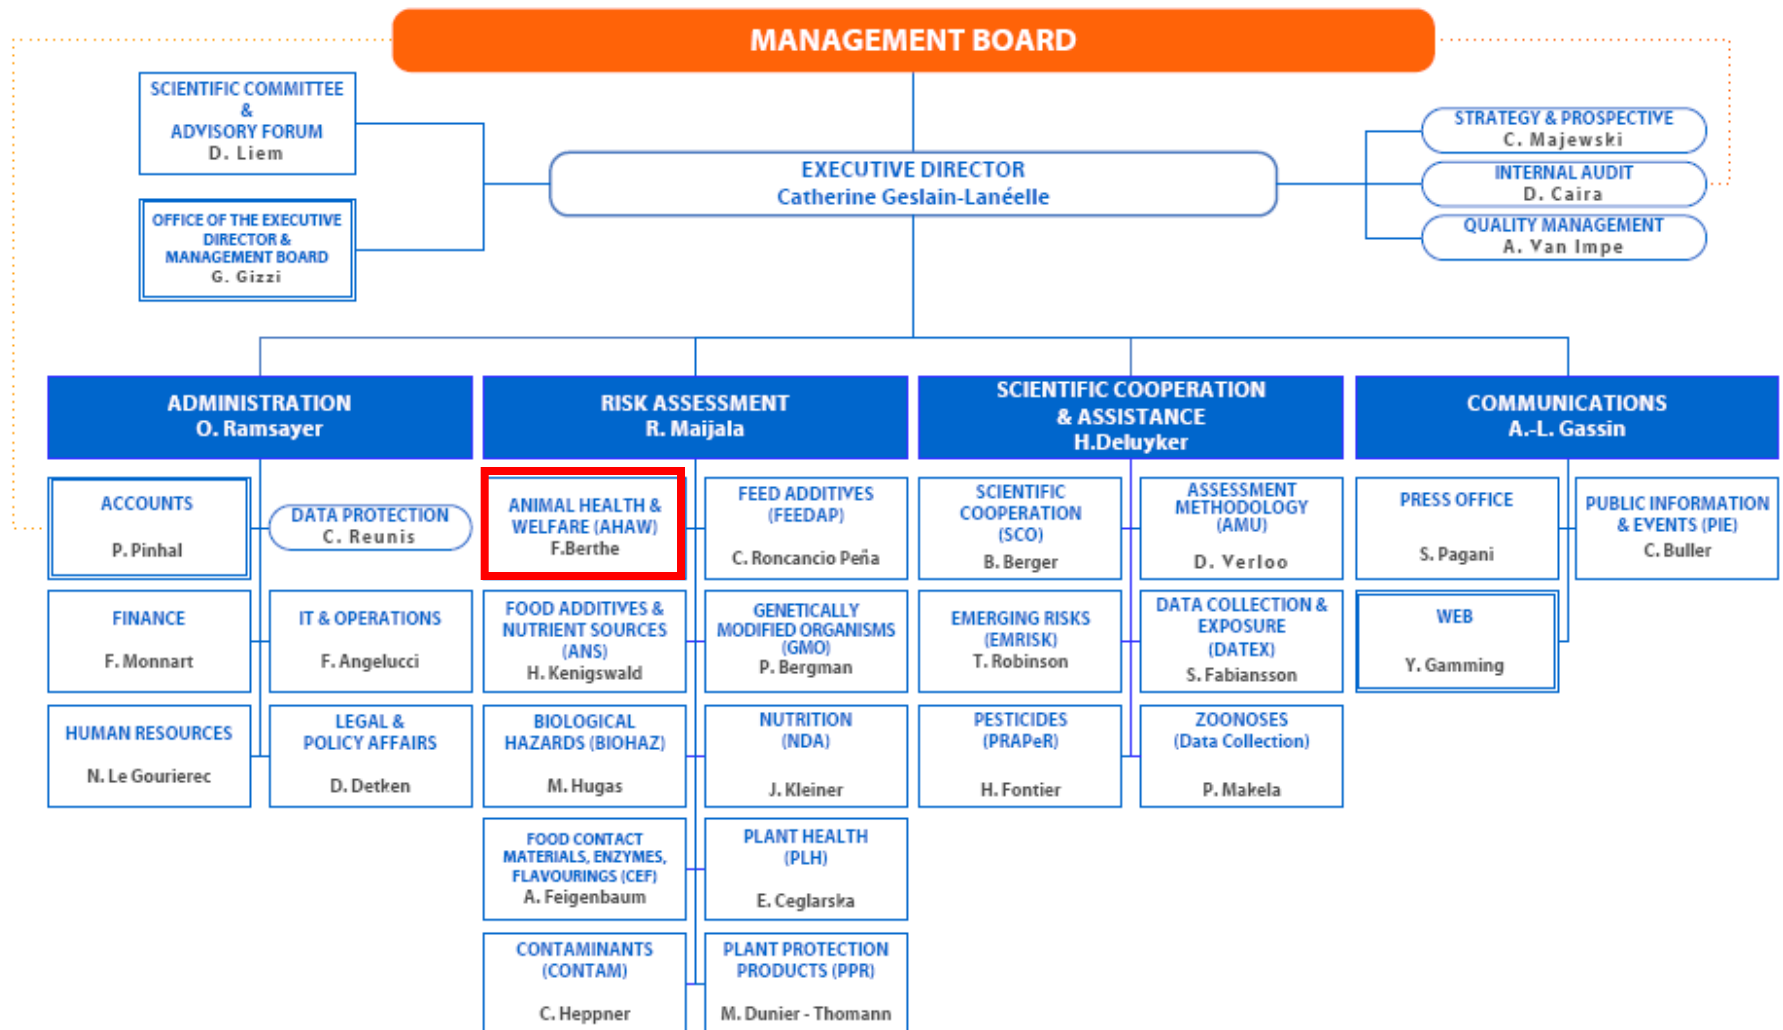 MANAGEMENT BOARD
SCIENTIFIC COMMITTEE
&
ADVISORY FORUM
D. Liem
OFFICE OF THE EXECUTIVE
DIRECTOR &
MANAGEMENT BOARD
G. Gizzi
EXECUTIVE DIRECTOR
Catherine Geslain-Lanéelle
STRATEGY & PROSPECTIVE
C. Majewski
INTERNAL AUDIT
D. Caira
QUALITY MANAGEMENT
A. Van Impe
ADMINISTRATION
O. Ramsayer
RISK ASSESSMENT
R. Maijala
SCIENTIFIC COOPERATION
& ASSISTANCE
H.Deluyker
COMMUNICATIONS
A.-L. Gassin
ACCOUNTS
P. Pinhal
DATA PROTECTION
C. Reunis
FINANCE
F. Monnart
IT & OPERATIONS
F. Angelucci
HUMAN RESOURCES
N. Le Gourierec
LEGAL &
POLICY AFFAIRS
D. Detken
ANIMAL HEALTH &
WELFARE (AHAW)
F.Berthe
FEED ADDITIVES
(FEEDAP)
C. Roncancio Peña
FOOD ADDITIVES &
NUTRIENT SOURCES
(ANS)
H. Kenigswald
GENETICALLY
MODIFIED ORGANISMS
(GMO)
P. Bergman
BIOLOGICAL
HAZARDS (BIOHAZ)
M. Hugas
NUTRITION
(NDA)
J. Kleiner
FOOD CONTACT
MATERIALS, ENZYMES,
FLAVOURINGS (CEF)
A. Feigenbaum
PLANT HEALTH
(PLH)
E. Ceglarska
CONTAMINANTS
(CONTAM)
C. Heppner
PLANT PROTECTION
PRODUCTS (PPR)
M. Dunier - Thomann
SCIENTIFIC
COOPERATION
(SCO)
B. Berger
ASSESSMENT
METHODOLOGY
(AMU)
D. Verloo
EMERGING RISKS
(EMRISK)
T. Robinson
DATA COLLECTION &
EXPOSURE
(DATEX)
S. Fabiansson
PESTICIDES
(PRAPeR)
H. Fontier
ZOONOSES
(Data Collection)
P. Makela
PRESS OFFICE
S. Pagani
PUBLIC INFORMATION
& EVENTS (PIE)
C. Buller
WEB
Y. Gamming